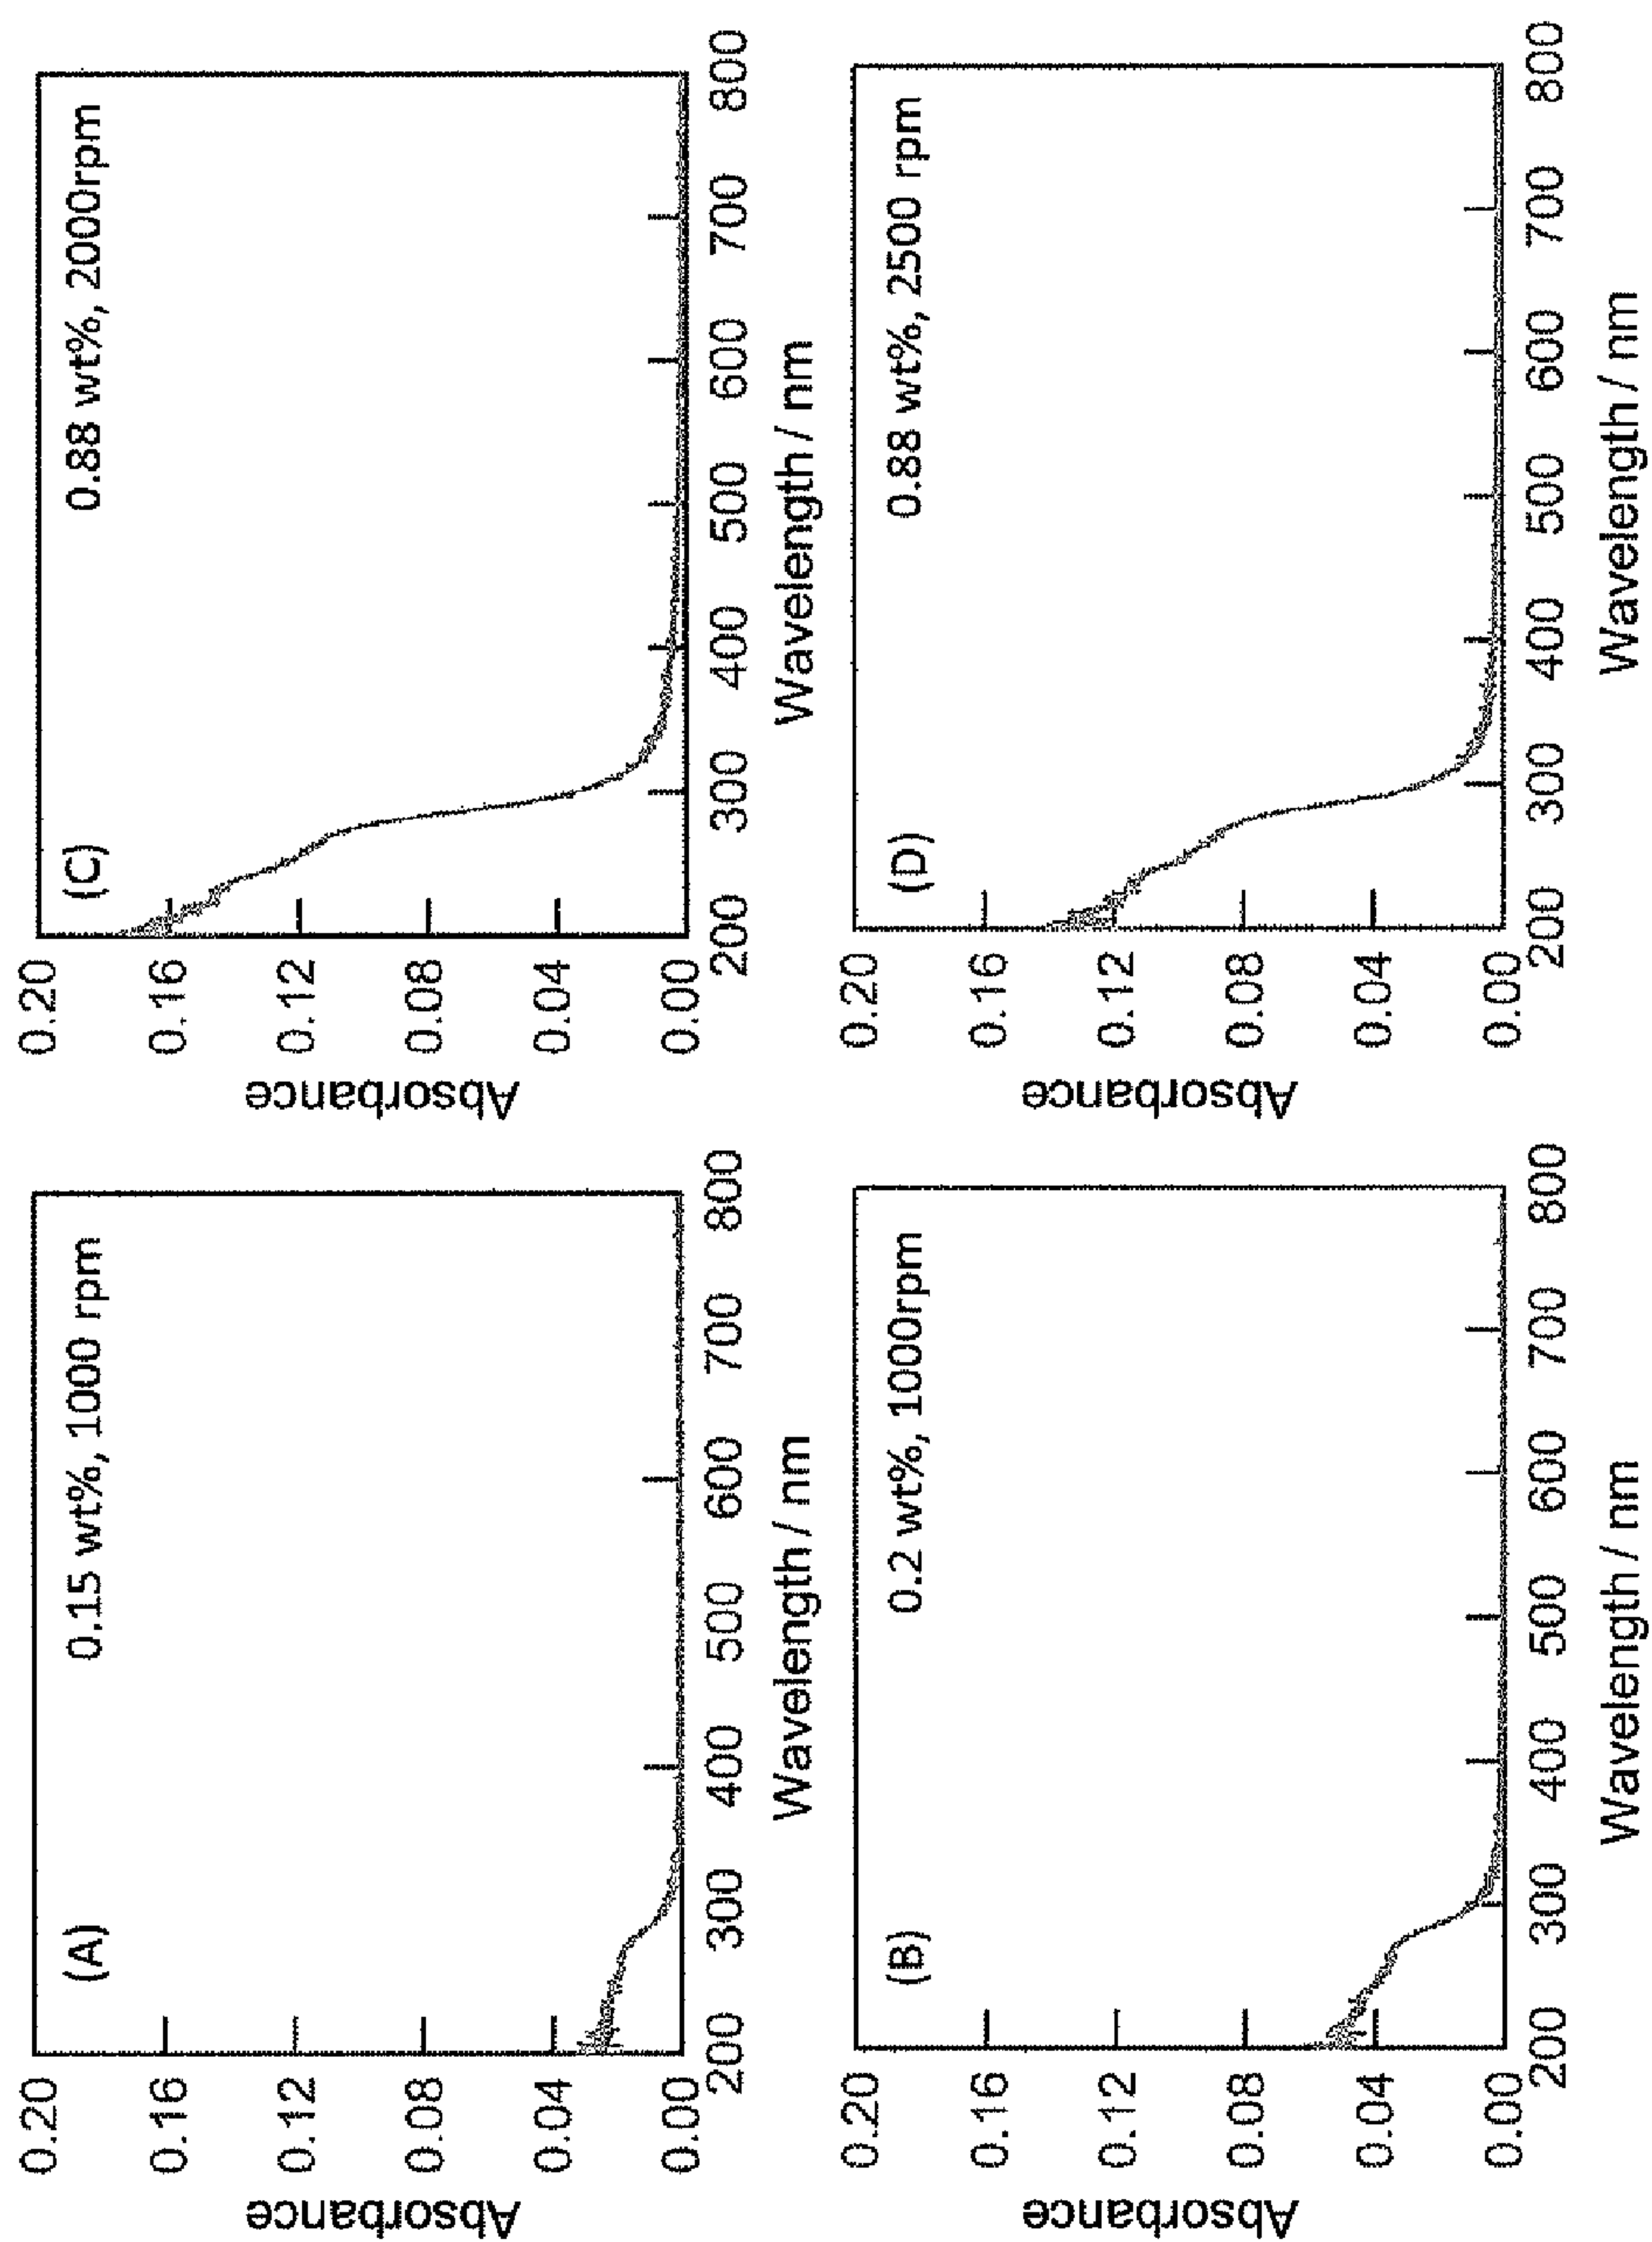 (A)
0.15 wt%, 1000 rpm
Absorbance
0.20
0.16
0.12
0.08
0.04
0.00
200 300 400 500 600 700 800
Wavelength / nm
(C)
0.88 wt%, 2000rpm
Absorbance
0.20
0.16
0.12
0.08
0.04
0.00
200 300 400 500 600 700 800
Wavelength / nm
(B)
0.2 wt%, 1000rpm
Absorbance
0.20
0.16
0.12
0.08
0.04
0.00
200 300 400 500 600 700 800
Wavelength / nm
(D)
0.88 wt%, 2500 rpm
Absorbance
0.20
0.16
0.12
0.08
0.04
0.00
200 300 400 500 600 700 800
Wavelength / nm